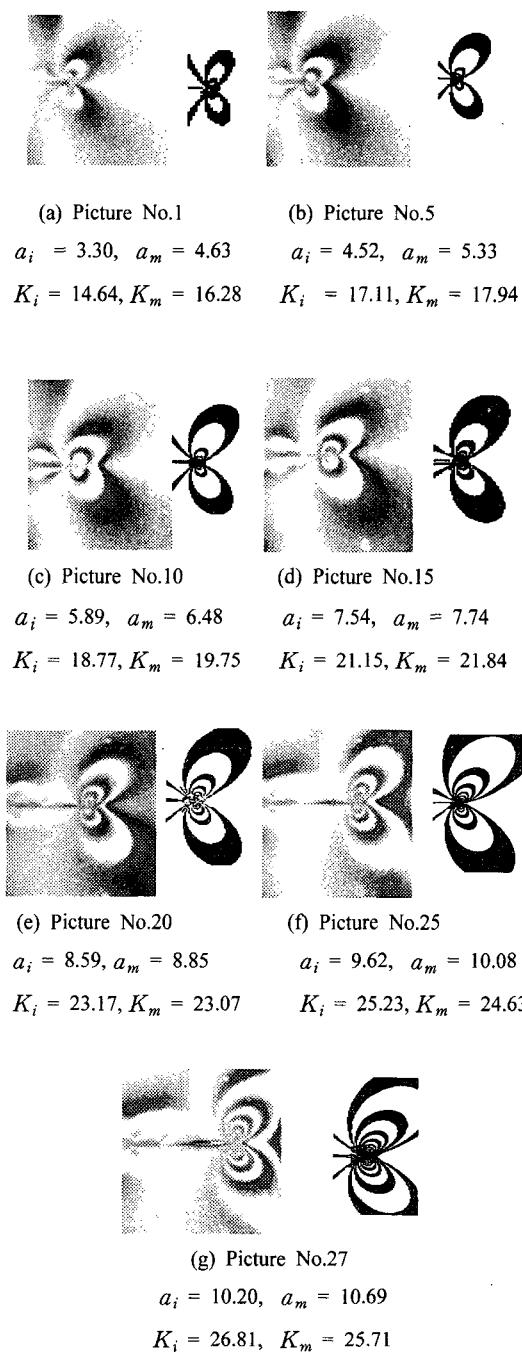 (a) Picture No.1
a_i = 3.30, a_m = 4.63
K_i = 14.64, K_m = 16.28
(b) Picture No.5
a_i = 4.52, a_m = 5.33
K_i = 17.11, K_m = 17.94
(c) Picture No.10
a_i = 5.89, a_m = 6.48
K_i = 18.77, K_m = 19.75
(d) Picture No.15
a_i = 7.54, a_m = 7.74
K_i = 21.15, K_m = 21.84
(e) Picture No.20
a_i = 8.59, a_m = 8.85
K_i = 23.17, K_m = 23.07
(f) Picture No.25
a_i = 9.62, a_m = 10.08
K_i = 25.23, K_m = 24.63
(g) Picture No.27
a_i = 10.20, a_m = 10.69
K_i = 26.81, K_m = 25.71